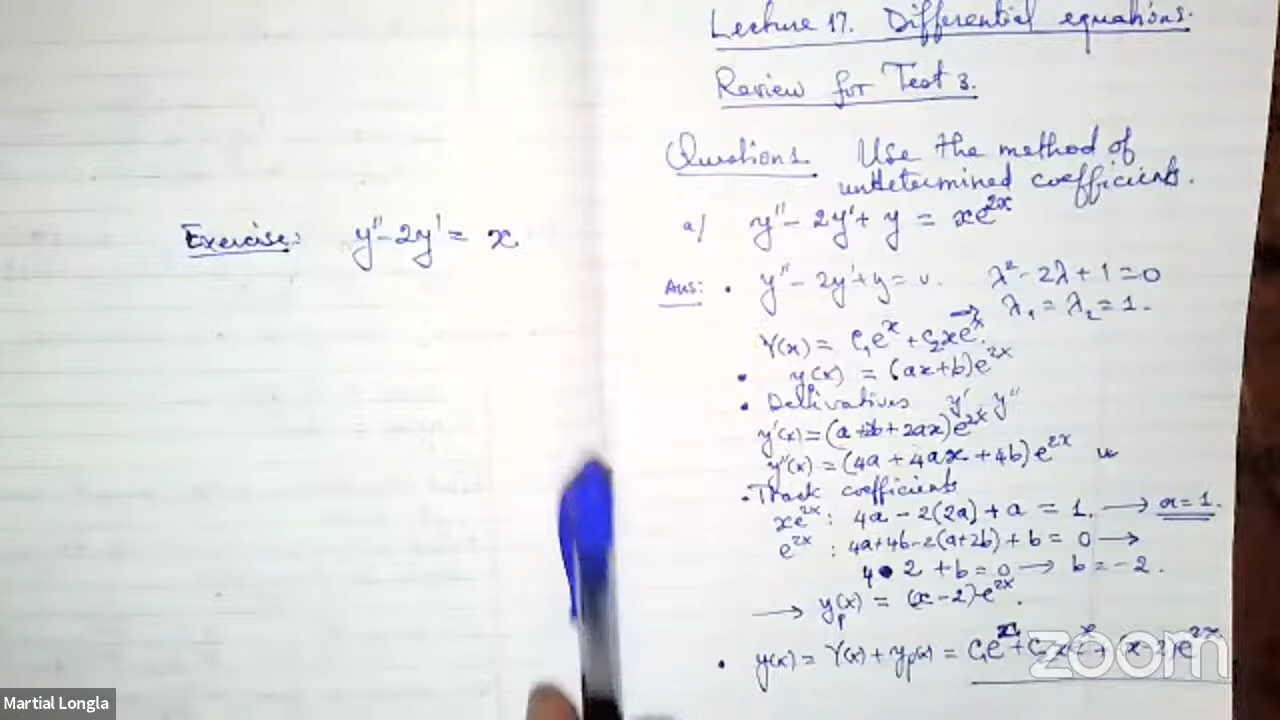 Exercise: y'' - 2y' = x
Lecture 17. Differential equations.
Review for Test 3.
Questions. Use the method of
undetermined coefficients.
a/ y'' - 2y' + y = xe^{2x}
Ans: • y'' - 2y' + y = 0. λ² - 2λ + 1 = 0
→ λ₁ = λ₂ = 1.
Y(x) = C₁e^x + C₂xe^x.
• y_p(x) = (ax+b)e^{2x}
• Derivatives y' y''
y'(x) = (a + 2b + 2ax)e^{2x}
y''(x) = (4a + 4ax + 4b)e^{2x}
• Track coefficients
xe^{2x} : 4a - 2(2a) + a = 1. → a = 1.
e^{2x} : 4a + 4b - 2(a+2b) + b = 0 →
2 + b = 0 → b = -2.
→ y_p(x) = (x-2)e^{2x}.
• y(x) = Y(x) + y_p(x) = C₁e^x + C₂xe^x + (x-2)e^{2x}
zoom
Martial Longla